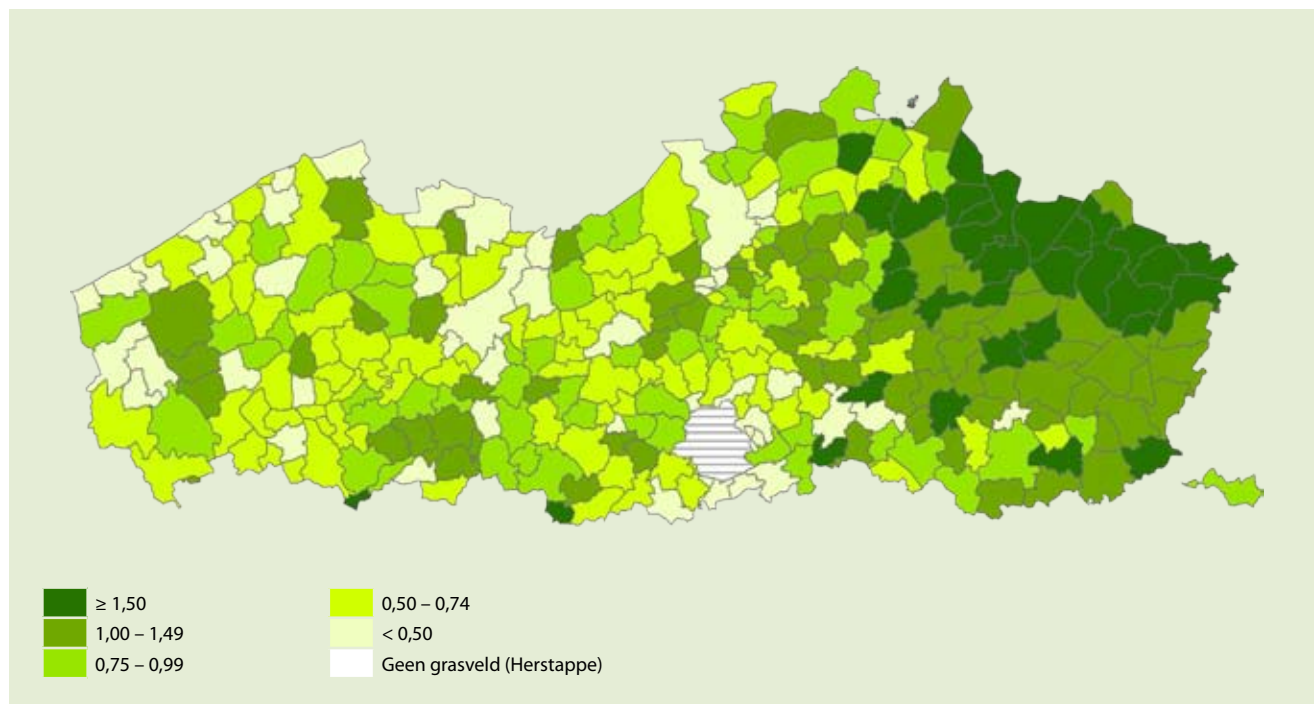 ≥ 1,50
1,00 – 1,49
0,75 – 0,99
0,50 – 0,74
< 0,50
Geen grasveld (Herstappe)